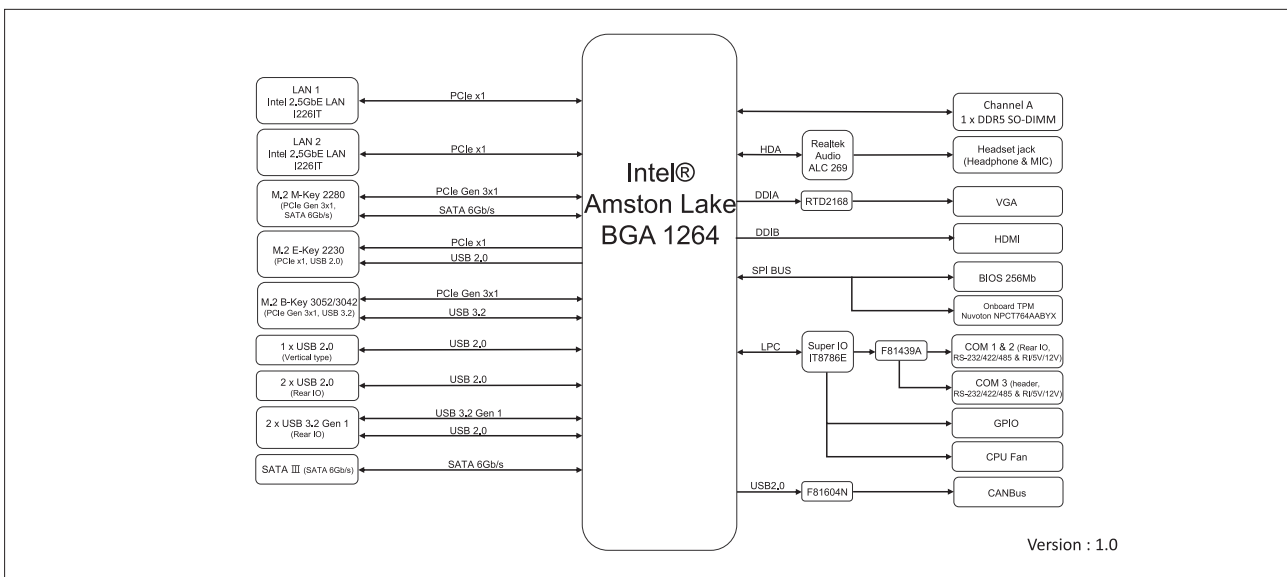 LAN 1
Intel 2.5GbE LAN
I226IT
PCIe x1
LAN 2
Intel 2.5GbE LAN
I226IT
PCIe x1
M.2 M-Key 2280
(PCIe Gen 3x1,
SATA 6Gb/s)
PCIe Gen 3x1
SATA 6Gb/s
M.2 E-Key 2230
(PCIe x1, USB 2.0)
PCIe x1
USB 2.0
M.2 B-Key 3052/3042
(PCIe Gen 3x1, USB 3.2)
PCIe Gen 3x1
USB 3.2
1 x USB 2.0
(Vertical type)
USB 2.0
2 x USB 2.0
(Rear IO)
USB 2.0
2 x USB 3.2 Gen 1
(Rear IO)
USB 3.2 Gen 1
USB 2.0
SATA III (SATA 6Gb/s)
SATA 6Gb/s
Intel®
Amston Lake
BGA 1264
Channel A
1 x DDR5 SO-DIMM
HDA
Realtek
Audio
ALC 269
Headset jack
(Headphone & MIC)
DDIA
RTD2168
VGA
DDIB
HDMI
SPI BUS
BIOS 256Mb
Onboard TPM
Nuvoton NPCT764AABYX
LPC
Super IO
IT8786E
F81439A
COM 1 & 2 (Rear IO,
RS-232/422/485 & RI/5V/12V)
COM 3 (header,
RS-232/422/485 & RI/5V/12V)
GPIO
CPU Fan
USB2.0
F81604N
CANBus
Version : 1.0